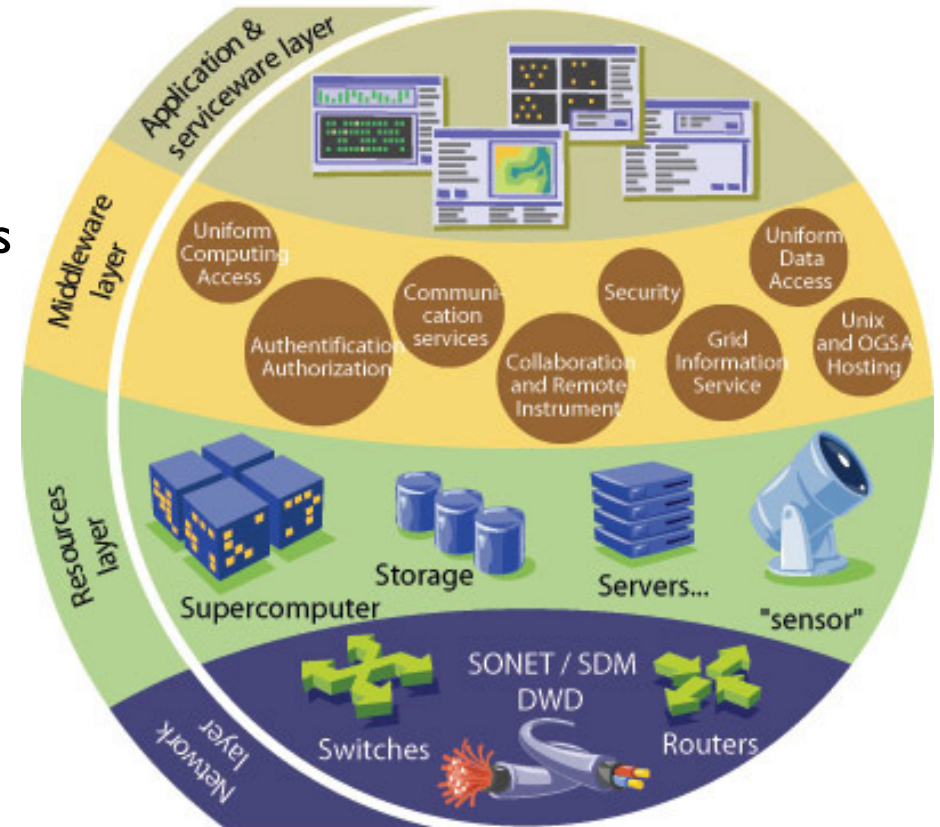 Application &
serviceware layer
s
Middleware
layer
Uniform
Computing
Access
Authentification
Authorization
Communi-
cation
services
Collaboration
and Remote
Instrument
Security
Grid
Information
Service
Uniform
Data
Access
Unix
and OGSA
Hosting
Resources
layer
Supercomputer
Storage
Servers...
"sensor"
Network
layer
Switches
SONET / SDM
DWD
Routers